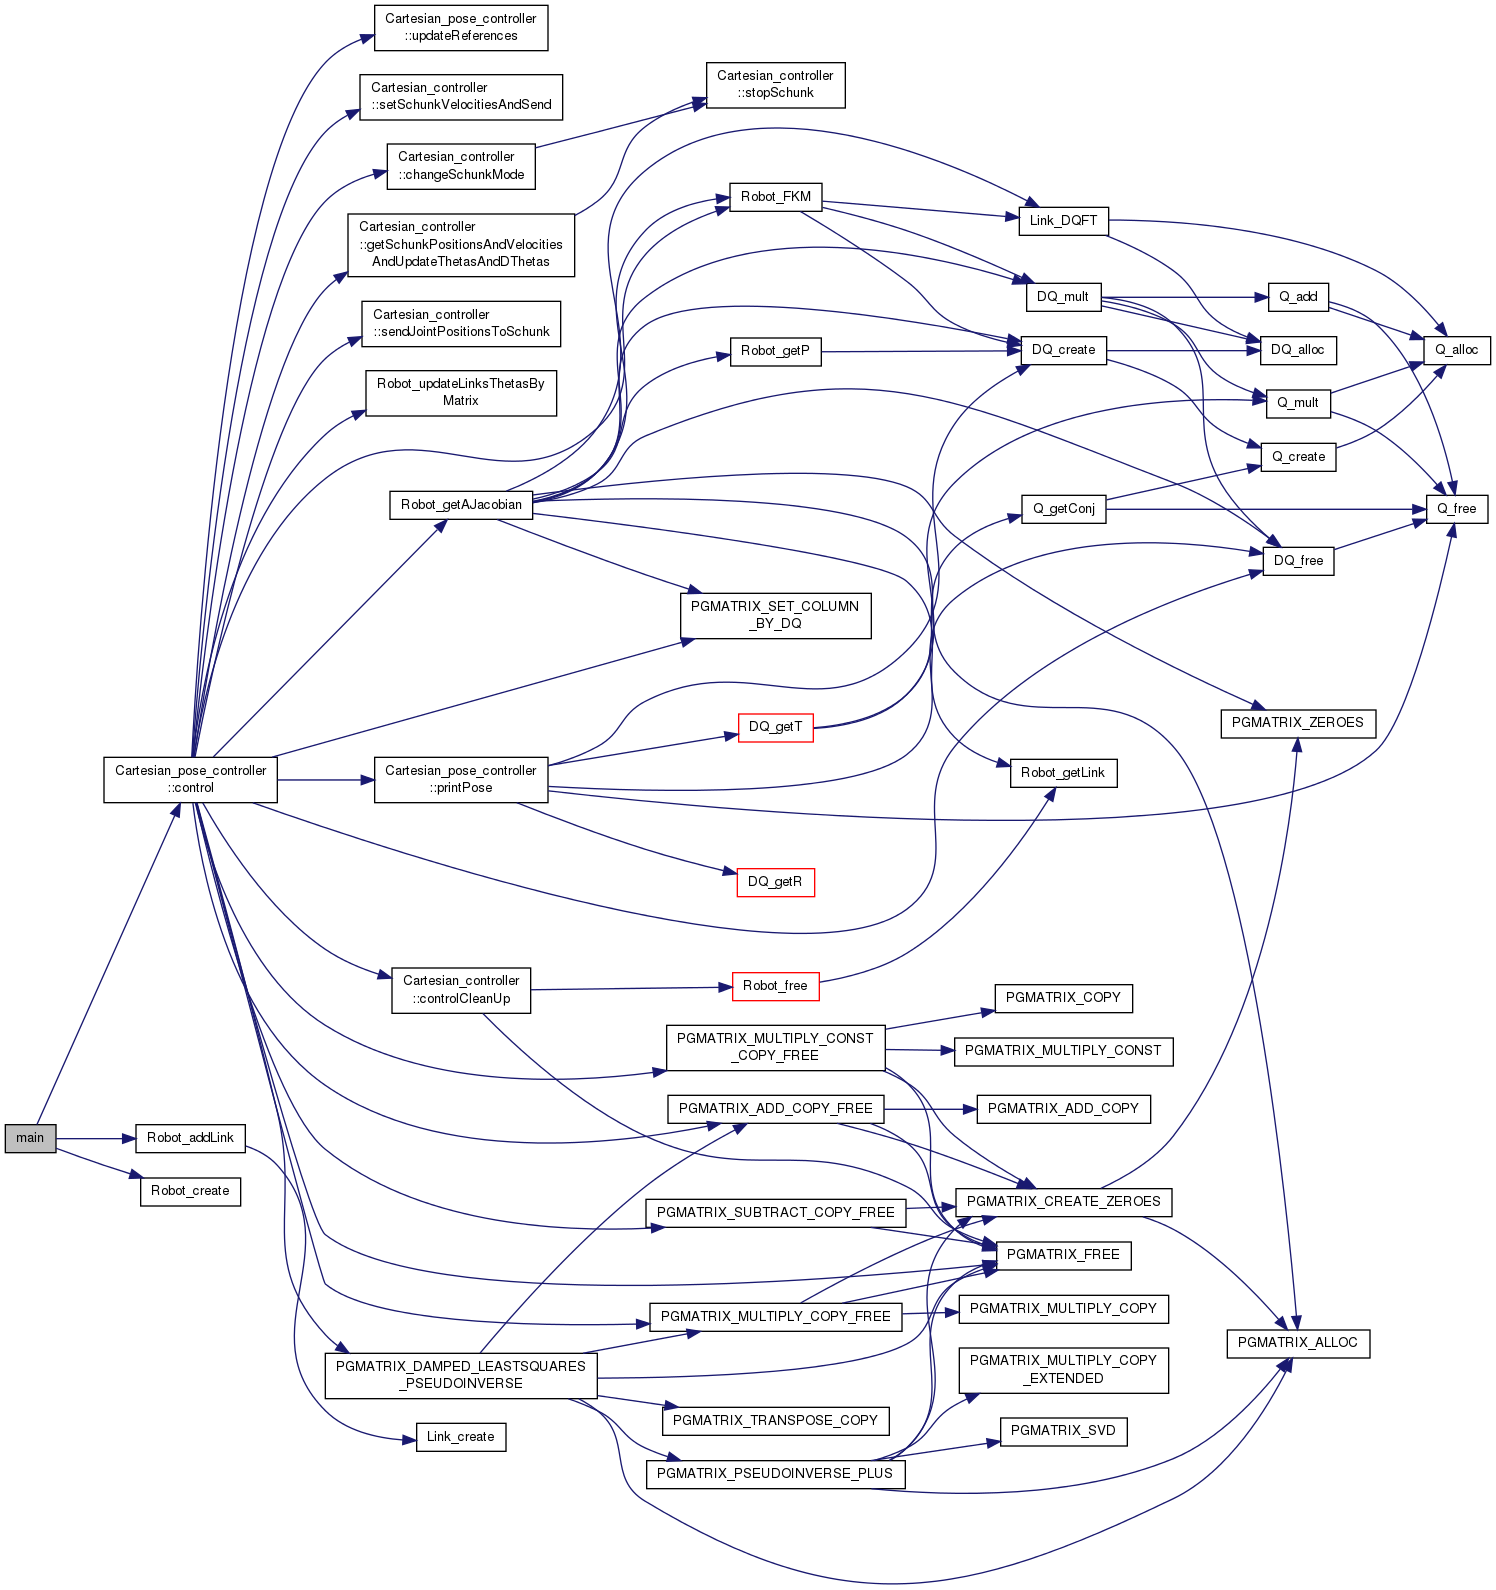 Cartesian_pose_controller
::updateReferences
Cartesian_controller
::stopSchunk
Cartesian_controller
::setSchunkVelocitiesAndSend
Cartesian_controller
::changeSchunkMode
Robot_FKM
Link_DQFT
Cartesian_controller
::getSchunkPositionsAndVelocities
AndUpdateThetasAndDThetas
DQ_mult
Q_add
Cartesian_controller
::sendJointPositionsToSchunk
Robot_getP
DQ_create
DQ_alloc
Q_alloc
Robot_updateLinksThetasBy
Matrix
Q_mult
Q_create
Robot_getAJacobian
Q_getConj
Q_free
DQ_free
PGMATRIX_SET_COLUMN
_BY_DQ
DQ_getT
PGMATRIX_ZEROES
Cartesian_pose_controller
::control
Cartesian_pose_controller
::printPose
Robot_getLink
DQ_getR
Cartesian_controller
::controlCleanUp
Robot_free
PGMATRIX_COPY
PGMATRIX_MULTIPLY_CONST
_COPY_FREE
PGMATRIX_MULTIPLY_CONST
PGMATRIX_ADD_COPY_FREE
PGMATRIX_ADD_COPY
main
Robot_addLink
Robot_create
PGMATRIX_SUBTRACT_COPY_FREE
PGMATRIX_CREATE_ZEROES
PGMATRIX_FREE
PGMATRIX_MULTIPLY_COPY_FREE
PGMATRIX_MULTIPLY_COPY
PGMATRIX_ALLOC
PGMATRIX_DAMPED_LEASTSQUARES
_PSEUDOINVERSE
PGMATRIX_MULTIPLY_COPY
_EXTENDED
PGMATRIX_TRANSPOSE_COPY
Link_create
PGMATRIX_SVD
PGMATRIX_PSEUDOINVERSE_PLUS